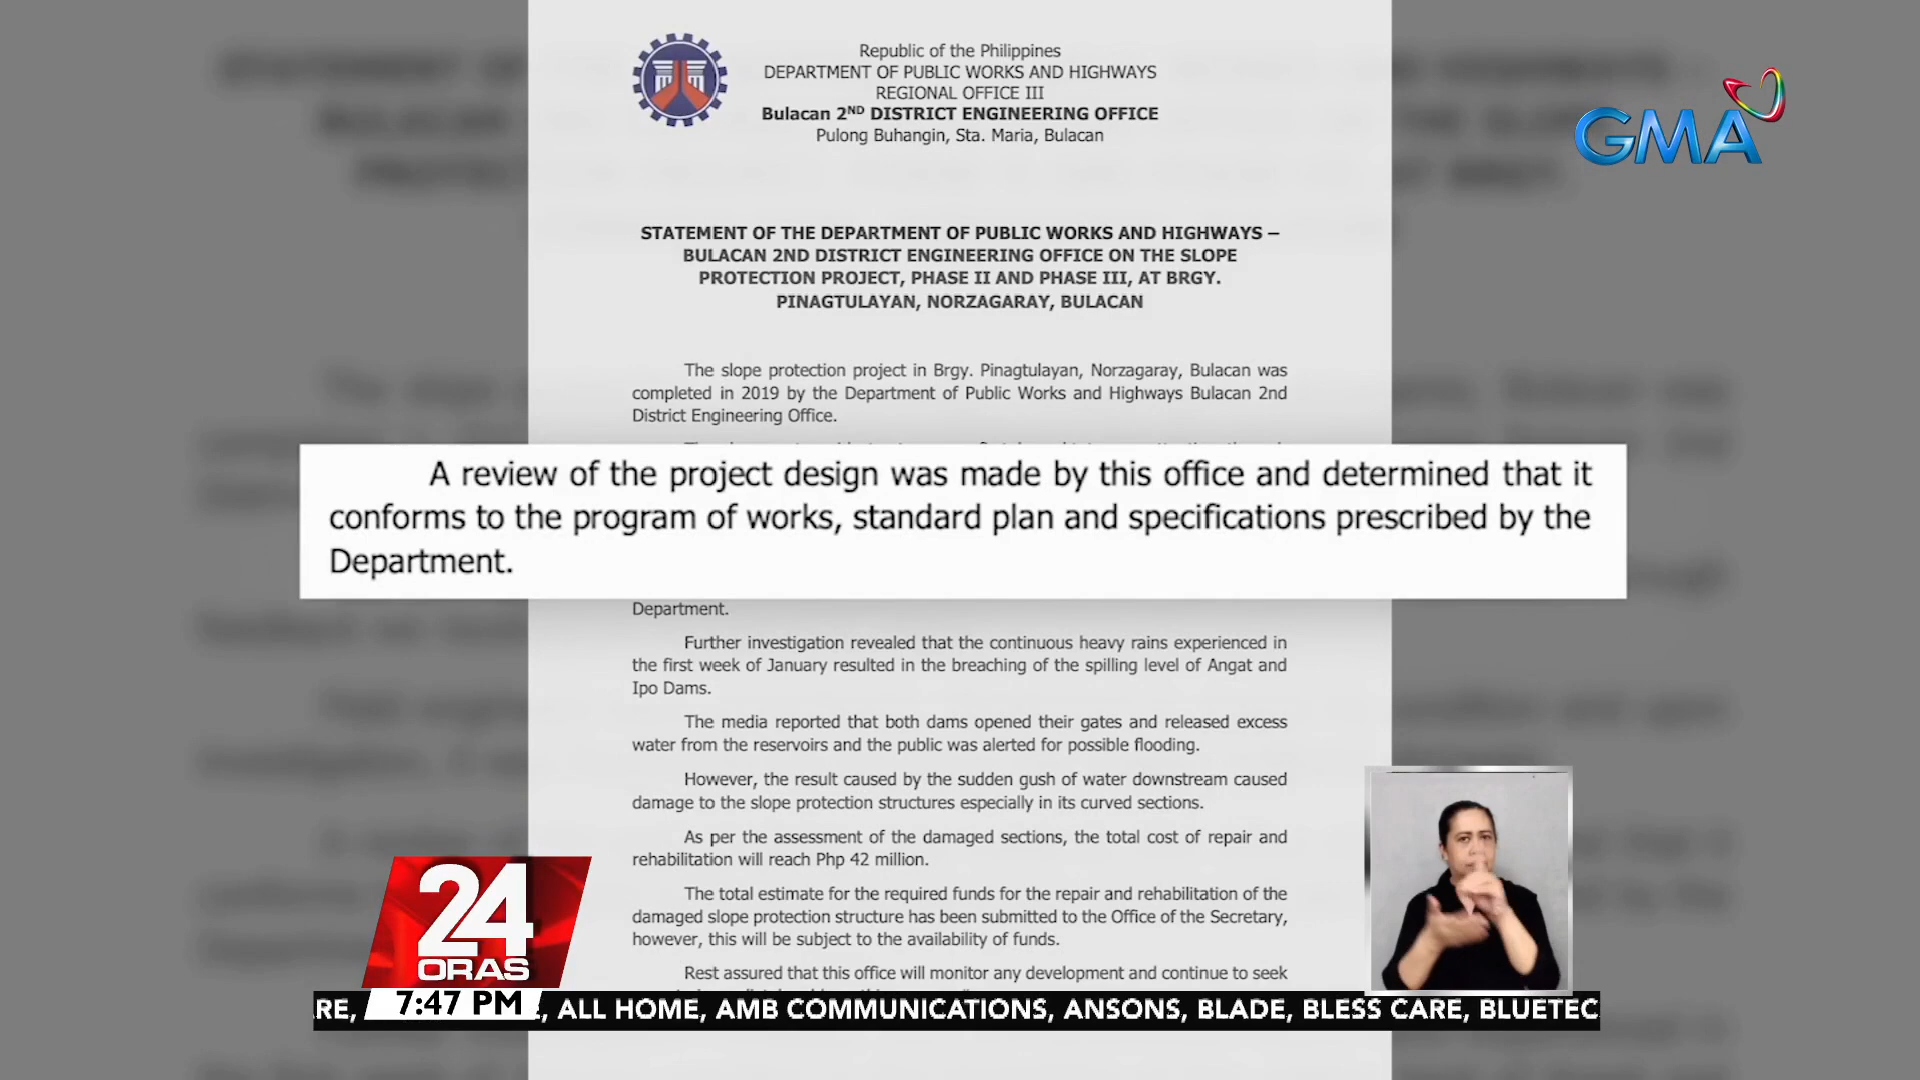 Republic of the Philippines
DEPARTMENT OF PUBLIC WORKS AND HIGHWAYS
REGIONAL OFFICE III
Bulacan 2ND DISTRICT ENGINEERING OFFICE
Pulong Buhangin, Sta. Maria, Bulacan
GMA
STATEMENT OF THE DEPARTMENT OF PUBLIC WORKS AND HIGHWAYS –
BULACAN 2ND DISTRICT ENGINEERING OFFICE ON THE SLOPE
PROTECTION PROJECT, PHASE II AND PHASE III, AT BRGY.
PINAGTULAYAN, NORZAGARAY, BULACAN
The slope protection project in Brgy. Pinagtulayan, Norzagaray, Bulacan was
completed in 2019 by the Department of Public Works and Highways Bulacan 2nd
District Engineering Office.
A review of the project design was made by this office and determined that it
conforms to the program of works, standard plan and specifications prescribed by the
Department.
Department.
Further investigation revealed that the continuous heavy rains experienced in
the first week of January resulted in the breaching of the spilling level of Angat and
Ipo Dams.
The media reported that both dams opened their gates and released excess
water from the reservoirs and the public was alerted for possible flooding.
However, the result caused by the sudden gush of water downstream caused
damage to the slope protection structures especially in its curved sections.
As per the assessment of the damaged sections, the total cost of repair and
rehabilitation will reach Php 42 million.
The total estimate for the required funds for the repair and rehabilitation of the
damaged slope protection structure has been submitted to the Office of the Secretary,
however, this will be subject to the availability of funds.
Rest assured that this office will monitor any development and continue to seek
24
ORAS
7:47 PM
ARE, E, ALL HOME, AMB COMMUNICATIONS, ANSONS, BLADE, BLESS CARE, BLUETEC